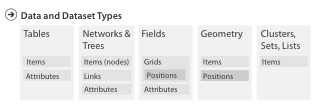 Data and Dataset Types
Tables
Items
Attributes
Networks &
Trees
Items (nodes)
Links
Attributes
Fields
Grids
Positions
Attributes
Geometry
Items
Positions
Clusters,
Sets, Lists
Items